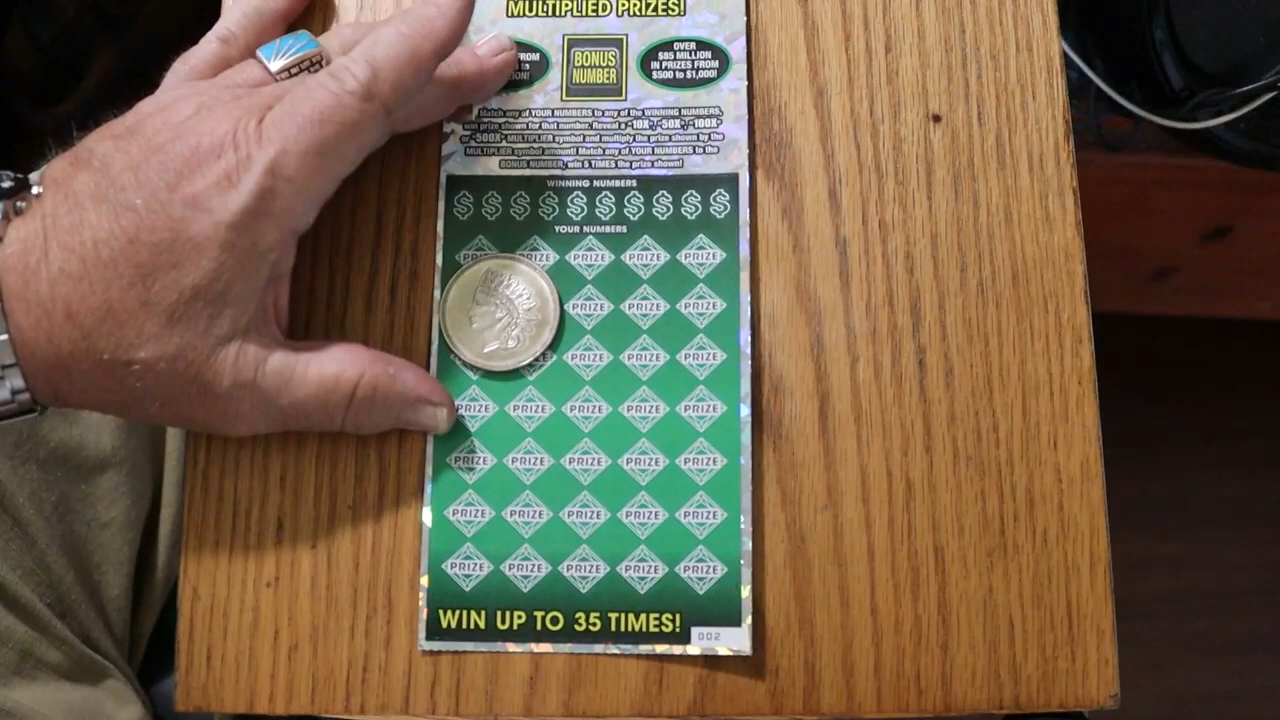 MULTIPLIED PRIZES!
FROM
to
ION!
BONUS
NUMBER
OVER
$85 MILLION
IN PRIZES FROM
$500 to $1,000!
Match any of YOUR NUMBERS to any of the WINNING NUMBERS,
win prize shown for that number. Reveal a "10X", "50X", "100X"
or "500X" MULTIPLIER symbol and multiply the prize shown by the
MULTIPLIER symbol amount! Match any of YOUR NUMBERS to the
BONUS NUMBER, win 5 TIMES the prize shown!
WINNING NUMBERS
$ $ $ $ $ $ $ $ $ $
YOUR NUMBERS
PRIZE PRIZE PRIZE PRIZE
PRIZE PRIZE PRIZE
PRIZE PRIZE PRIZE
PRIZE PRIZE PRIZE PRIZE PRIZE
PRIZE PRIZE PRIZE PRIZE PRIZE
PRIZE PRIZE PRIZE PRIZE PRIZE
PRIZE PRIZE PRIZE PRIZE PRIZE
WIN UP TO 35 TIMES!
002